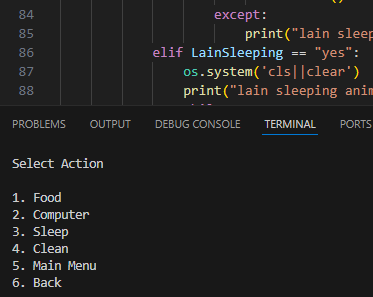 84
except:
85 print("lain sleep
86 elif LainSleeping == "yes":
87 os.system('cls||clear')
88 print("lain sleeping anim
PROBLEMS OUTPUT DEBUG CONSOLE TERMINAL PORTS
Select Action
1. Food
2. Computer
3. Sleep
4. Clean
5. Main Menu
6. Back